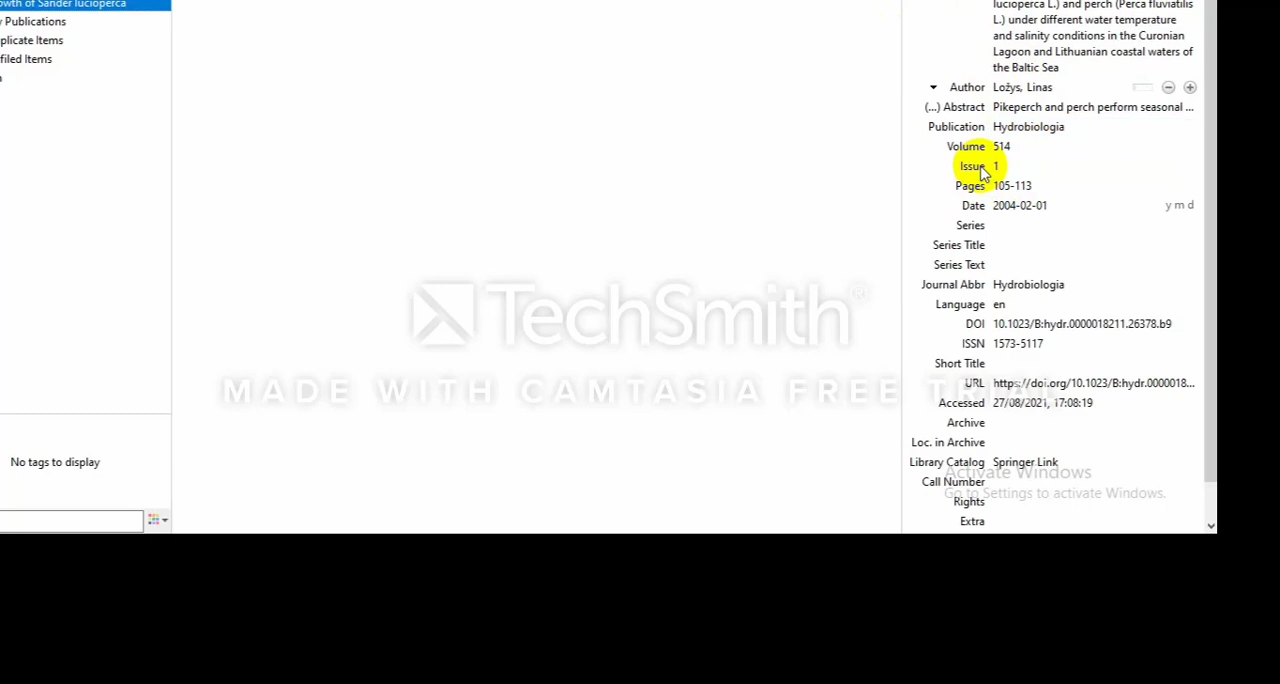 owth of Sander lucioperca
Publications
plicate Items
filed Items
lucioperca L.) and perch (Perca fluviatilis
L.) under different water temperature
and salinity conditions in the Curonian
Lagoon and Lithuanian coastal waters of
the Baltic Sea
Author Ložys, Linas
(...) Abstract Pikeperch and perch perform seasonal ...
Publication Hydrobiologia
Volume 514
Issue 1
Pages 105-113
Date 2004-02-01 y m d
Series
Series Title
Series Text
Journal Abbr Hydrobiologia
Language en
DOI 10.1023/B:hydr.0000018211.26378.b9
ISSN 1573-5117
Short Title
URL https://doi.org/10.1023/B:hydr.0000018...
Accessed 27/08/2021, 17:08:19
Archive
Loc. in Archive
Library Catalog Springer Link
Call Number
Rights
Extra
No tags to display
TechSmith®
MADE WITH CAMTASIA FREE TRIAL
Activate Windows
Go to Settings to activate Windows.